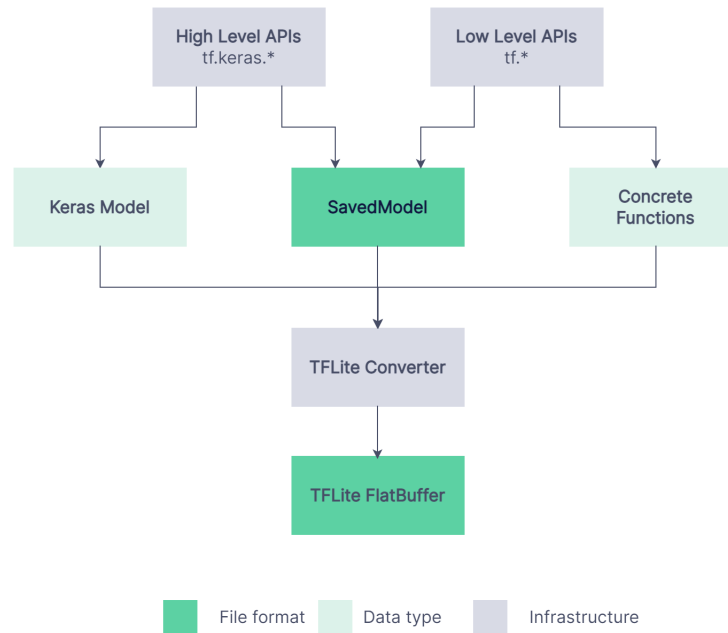 High Level APIs
tf.keras.*
Low Level APIs
tf.*
Keras Model
SavedModel
Concrete
Functions
TFLite Converter
TFLite FlatBuffer
File format
Data type
Infrastructure